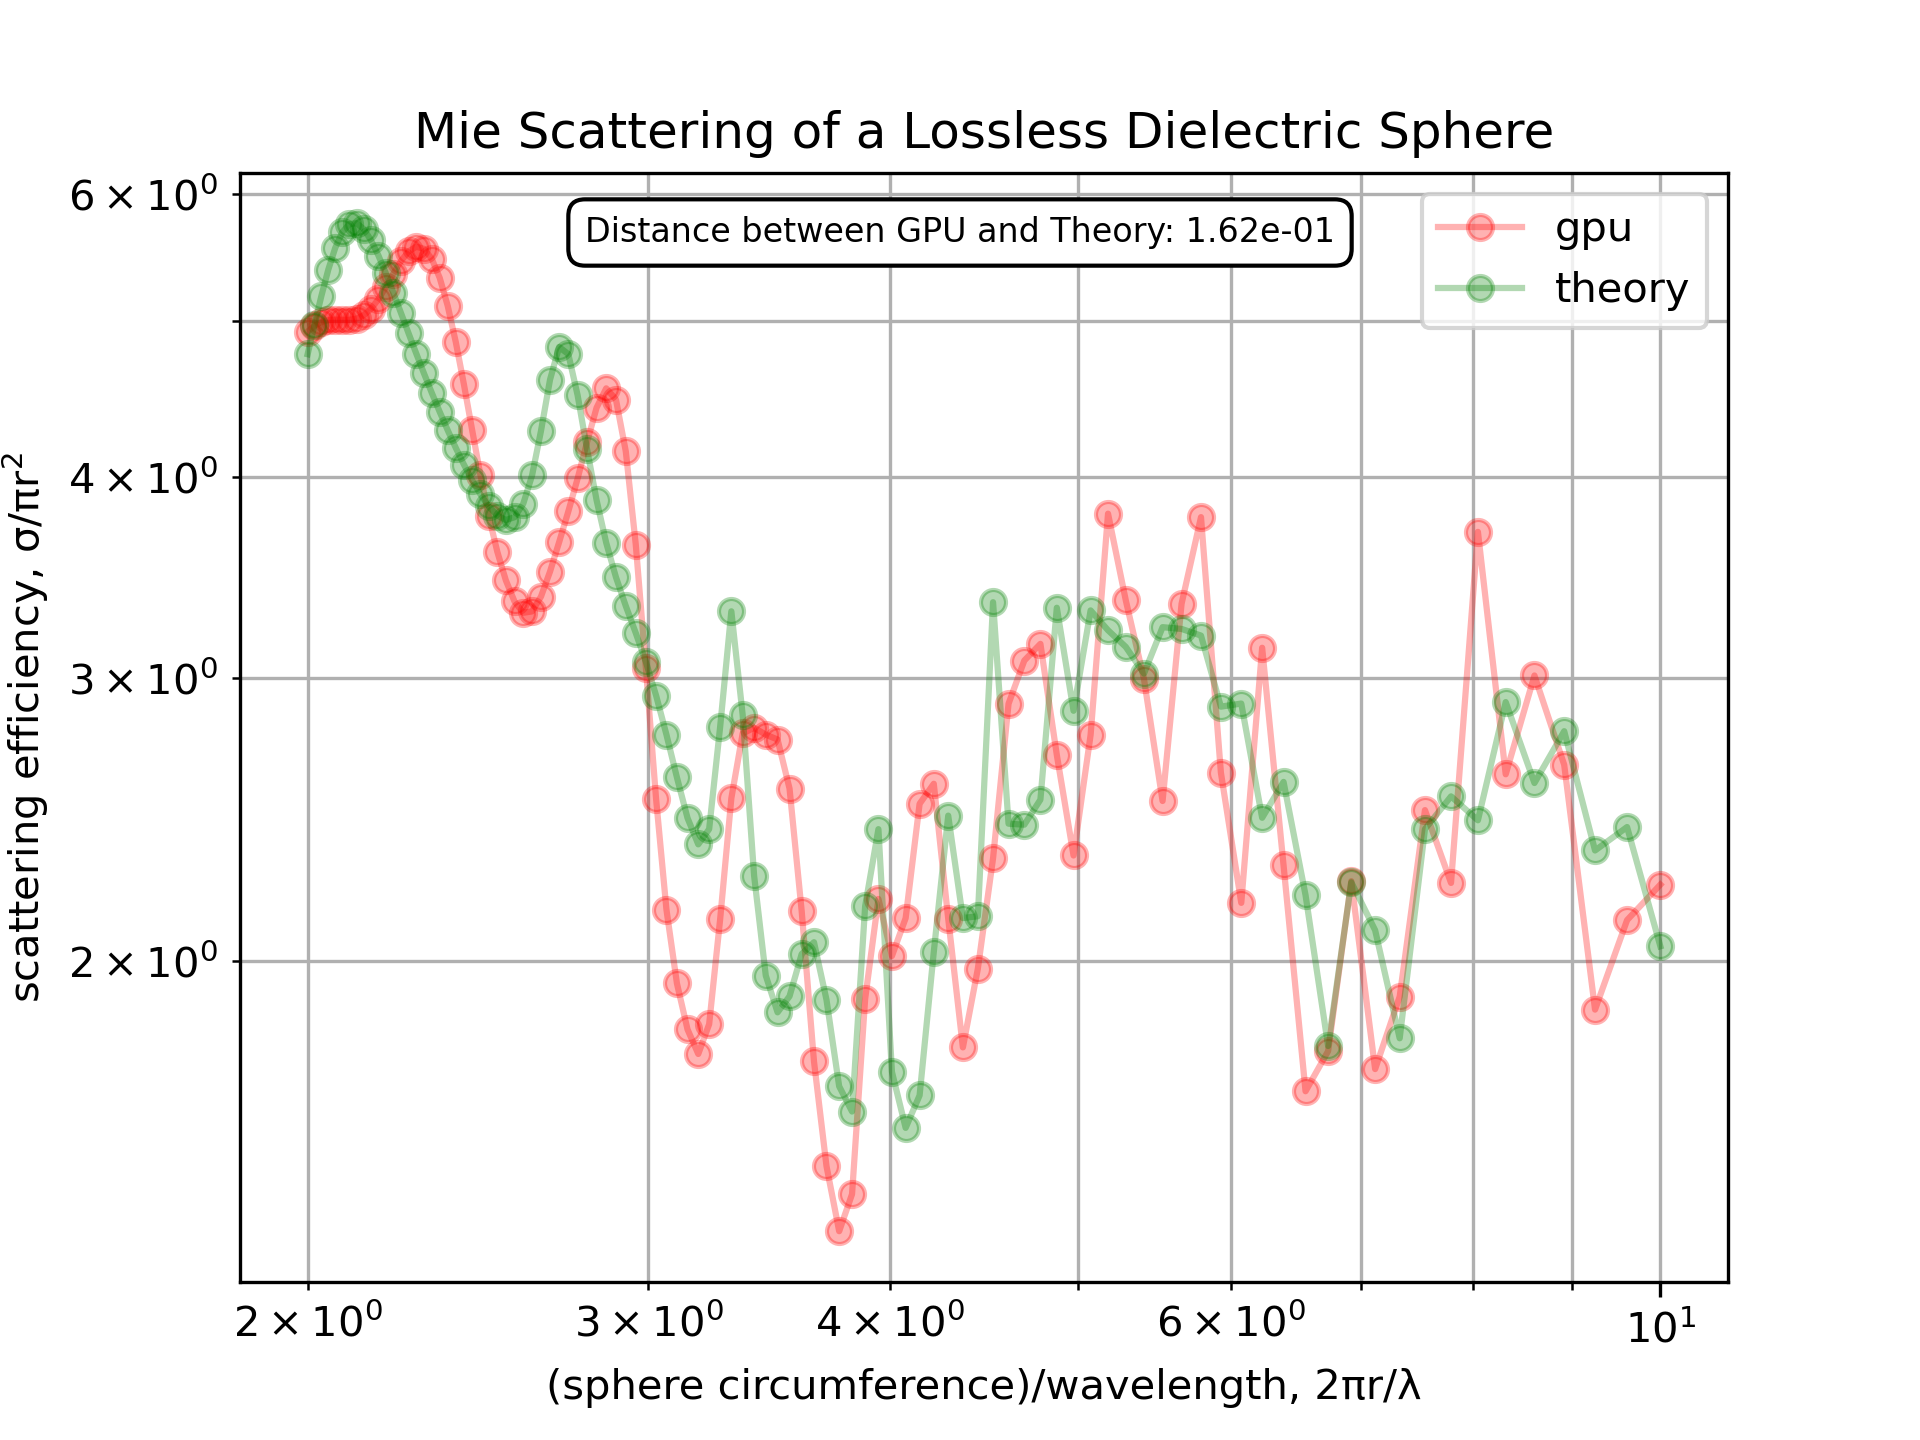 Mie Scattering of a Lossless Dielectric Sphere
Distance between GPU and Theory: 1.62e-01
gpu
theory
6 × 10⁰
4 × 10⁰
3 × 10⁰
2 × 10⁰
scattering efficiency, σ/πr²
2 × 10⁰
3 × 10⁰
4 × 10⁰
6 × 10⁰
10¹
(sphere circumference)/wavelength, 2πr/λ